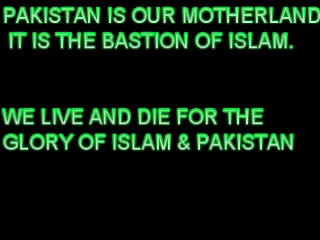 PAKISTAN IS OUR MOTHERLAND
IT IS THE BASTION OF ISLAM.
WE LIVE AND DIE FOR THE
GLORY OF ISLAM & PAKISTAN